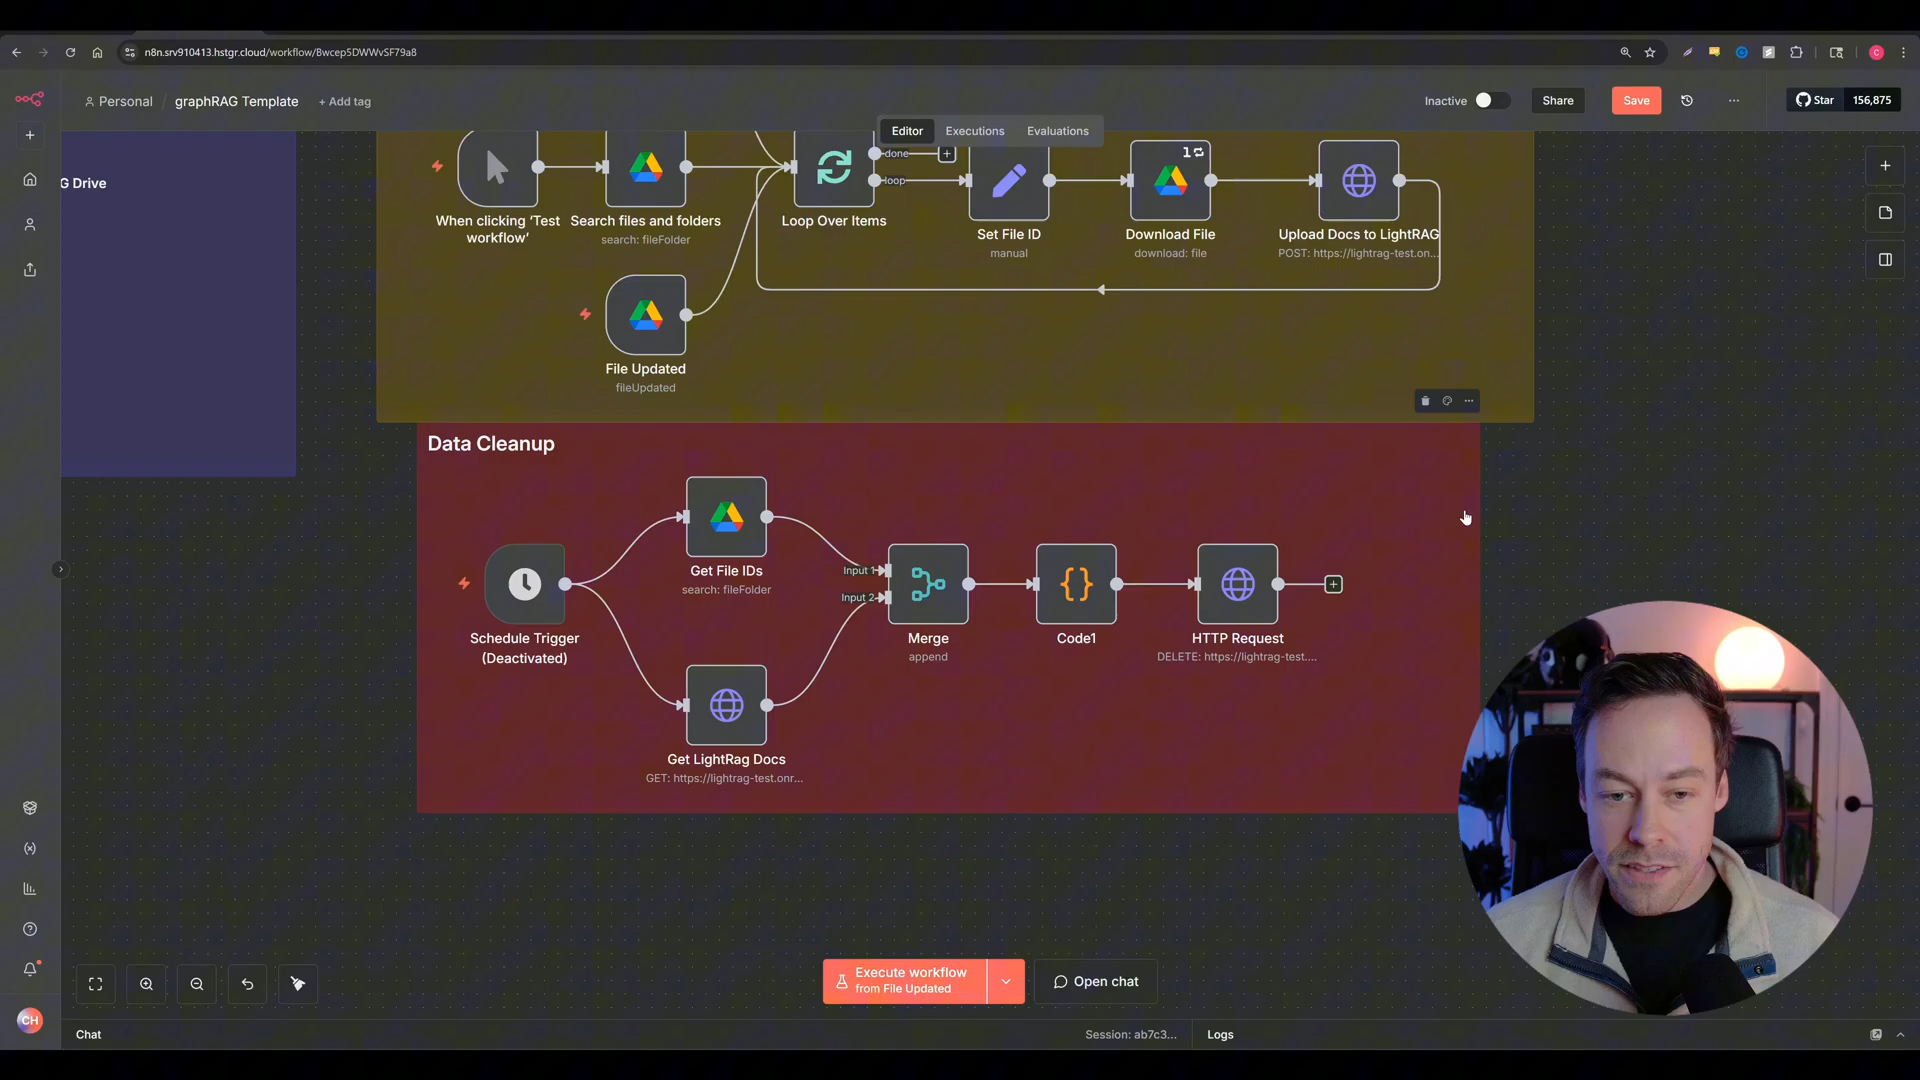 n8n.srv910413.hstgr.cloud/workflow/Bwcep5DWWvSF79a8
Personal / graphRAG Template + Add tag
Inactive Share Save ... Star 156,875
Editor Executions Evaluations
G Drive
done
loop
1
When clicking ‘Test
workflow’
Search files and folders
search: fileFolder
Loop Over Items
Set File ID
manual
Download File
download: file
Upload Docs to LightRAG
POST: https://lightrag-test.on...
File Updated
fileUpdated
Data Cleanup
Get File IDs
search: fileFolder
Input 1
Input 2
Schedule Trigger
(Deactivated)
Merge
append
Code1
HTTP Request
DELETE: https://lightrag-test....
Get LightRag Docs
GET: https://lightrag-test.onr...
Execute workflow
from File Updated
Open chat
CH
Chat
Session: ab7c3...
Logs